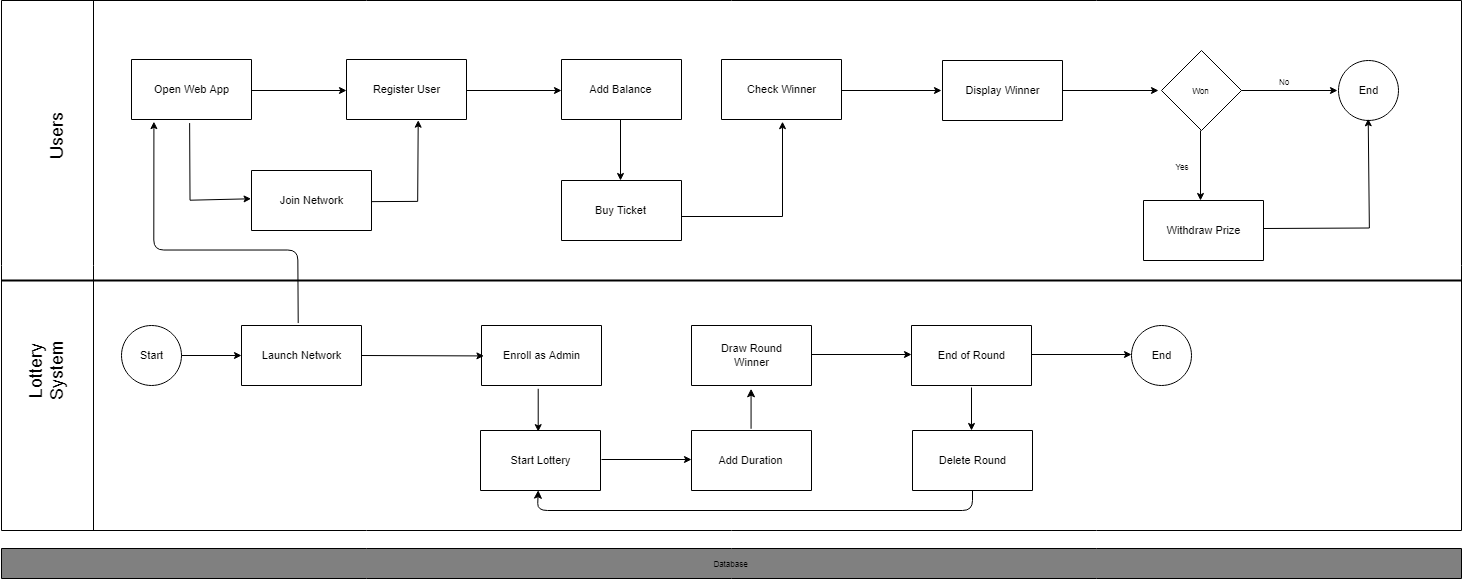 Users
Open Web App
Register User
Add Balance
Check Winner
Display Winner
Won
No
End
Join Network
Buy Ticket
Yes
Withdraw Prize
Lottery
System
Start
Launch Network
Enroll as Admin
Draw Round
Winner
End of Round
End
Start Lottery
Add Duration
Delete Round
Database